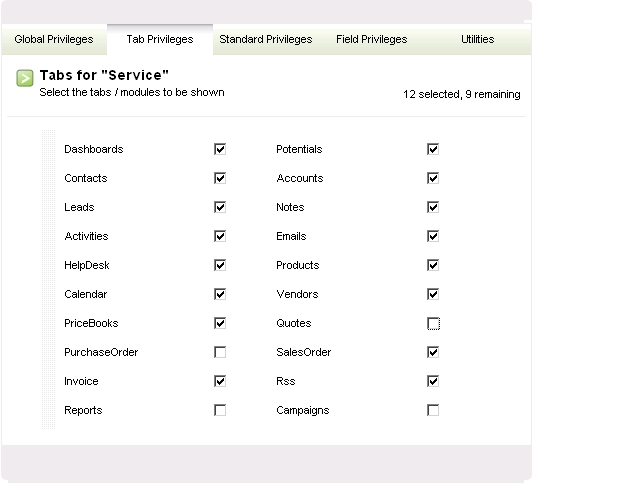 Global Privileges Tab Privileges Standard Privileges Field Privileges Utilities
Tabs for "Service"
Select the tabs / modules to be shown
12 selected, 9 remaining
Dashboards Potentials
Contacts Accounts
Leads Notes
Activities Emails
HelpDesk Products
Calendar Vendors
PriceBooks Quotes
PurchaseOrder SalesOrder
Invoice Rss
Reports Campaigns